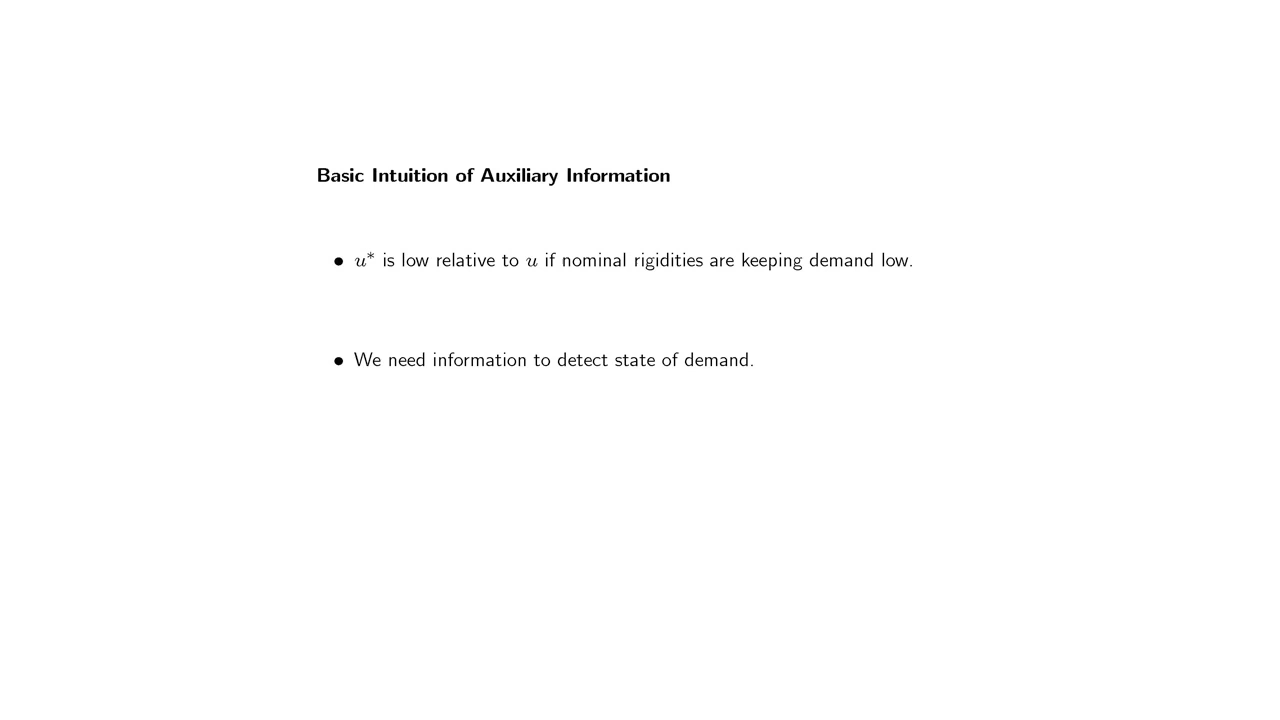 Basic Intuition of Auxiliary Information
• u* is low relative to u if nominal rigidities are keeping demand low.
• We need information to detect state of demand.